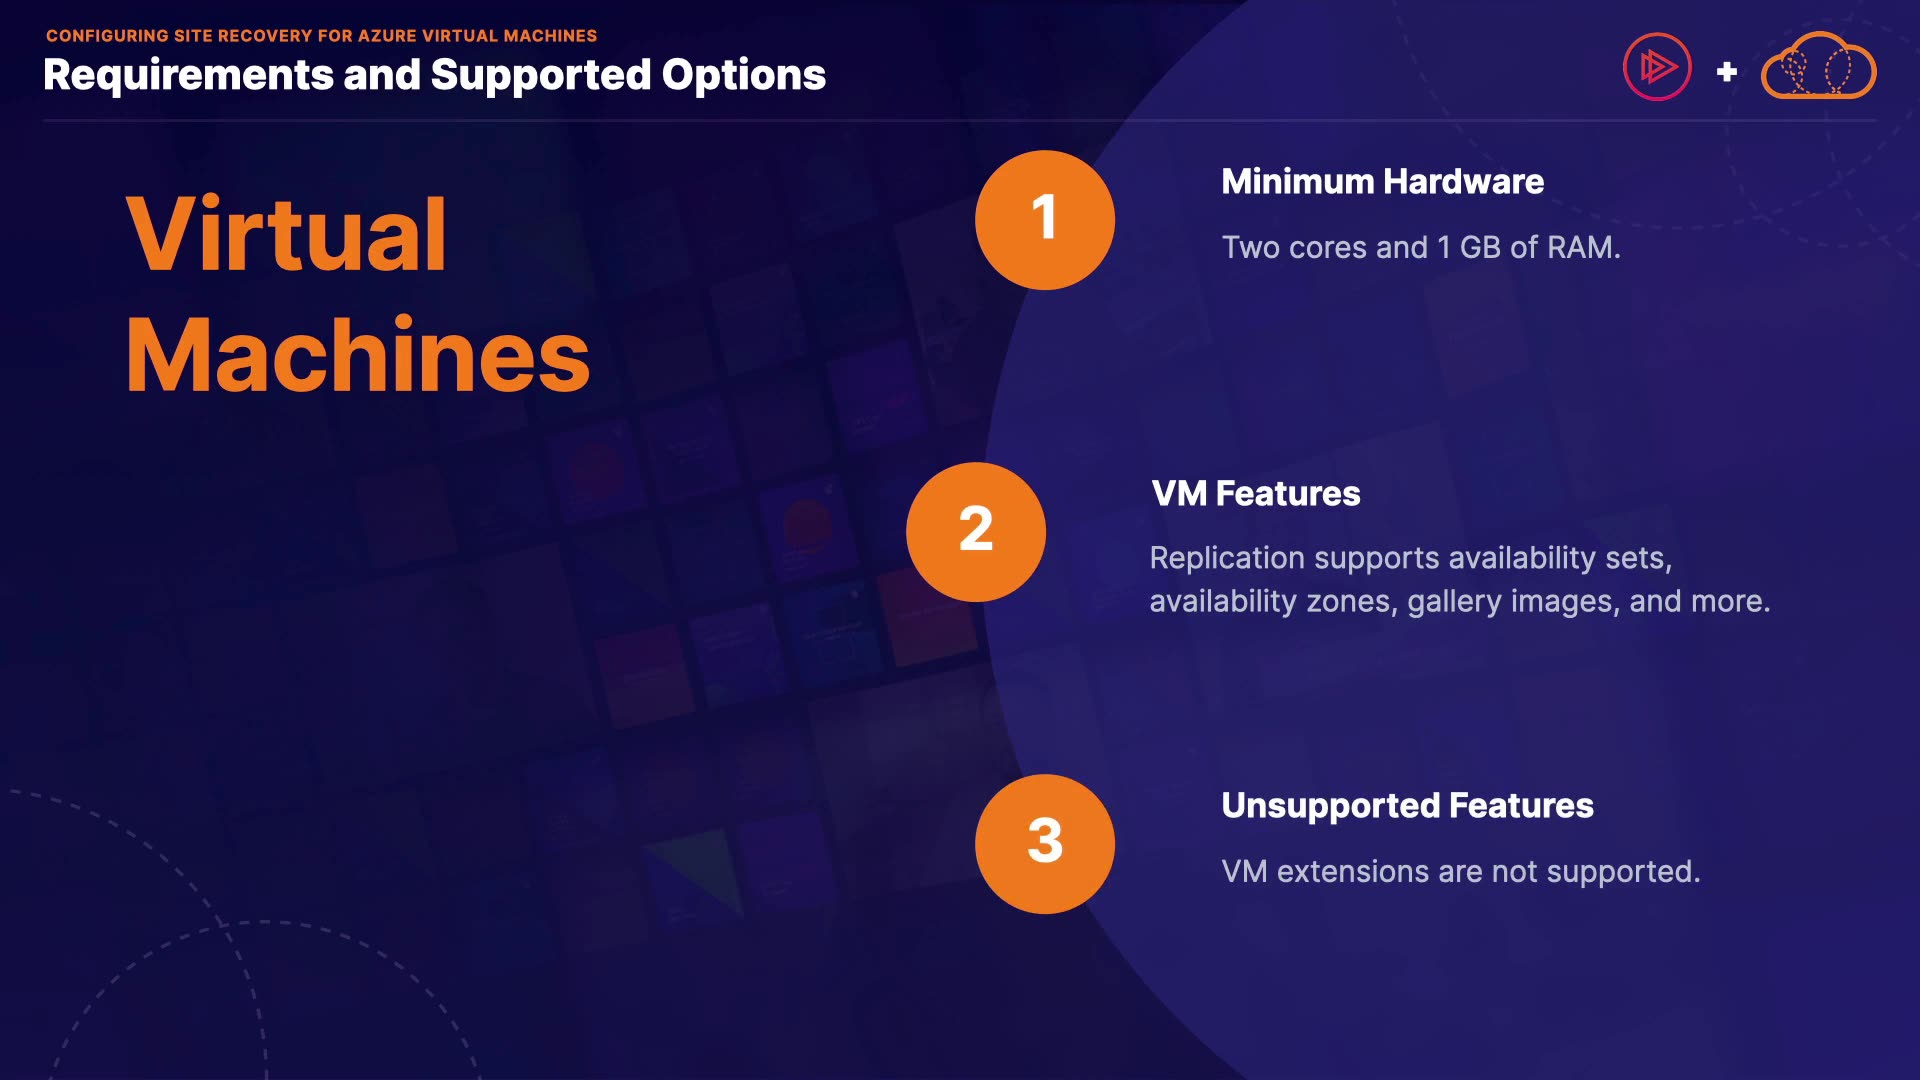 CONFIGURING SITE RECOVERY FOR AZURE VIRTUAL MACHINES
Requirements and Supported Options
Virtual
Machines
1
Minimum Hardware
Two cores and 1 GB of RAM.
2
VM Features
Replication supports availability sets,
availability zones, gallery images, and more.
3
Unsupported Features
VM extensions are not supported.